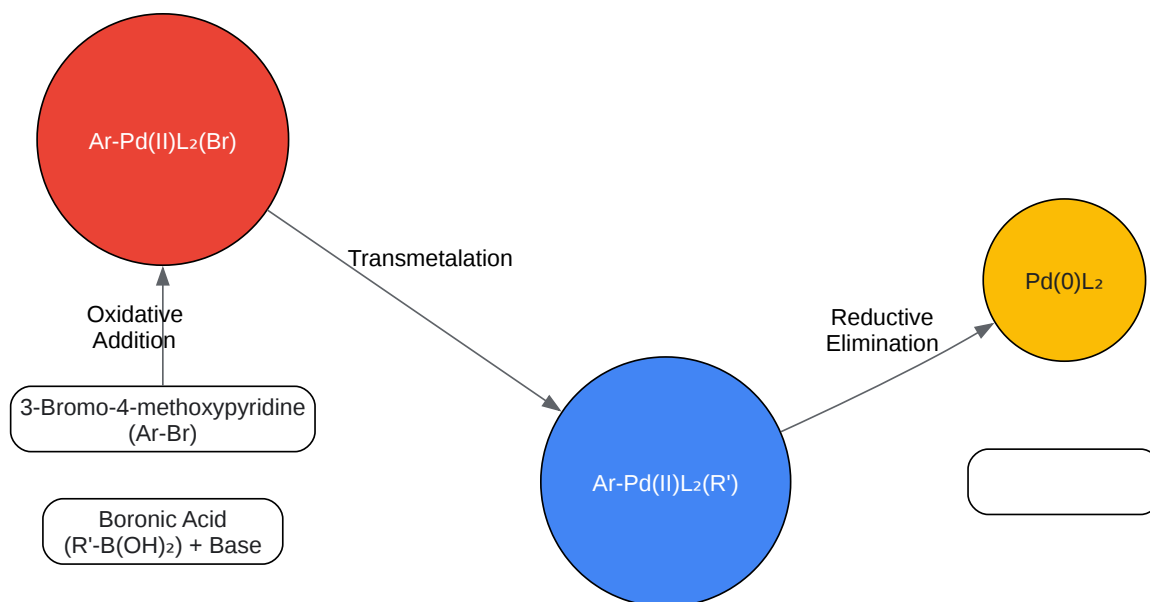 Ar-Pd(II)L₂(Br)
Transmetalation
Pd(0)L₂
Oxidative
Addition
Reductive
Elimination
3-Bromo-4-methoxypyridine
(Ar-Br)
Ar-Pd(II)L₂(R')
Boronic Acid
(R'-B(OH)₂) + Base